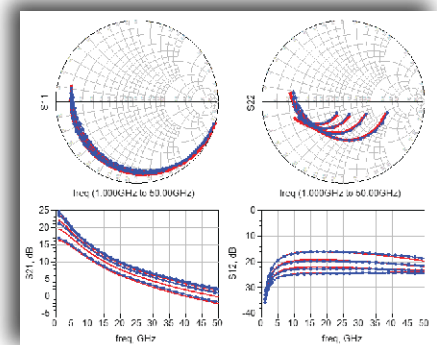 S11
S22
freq (1.000GHz to 50.00GHz)
freq (1.000GHz to 50.00GHz)
S21, dB
25
20
15
10
5
0
-5
0 5 10 15 20 25 30 35 40 45 50
freq, GHz
S12, dB
0
-10
-20
-30
-40
0 5 10 15 20 25 30 35 40 45 50
freq, GHz